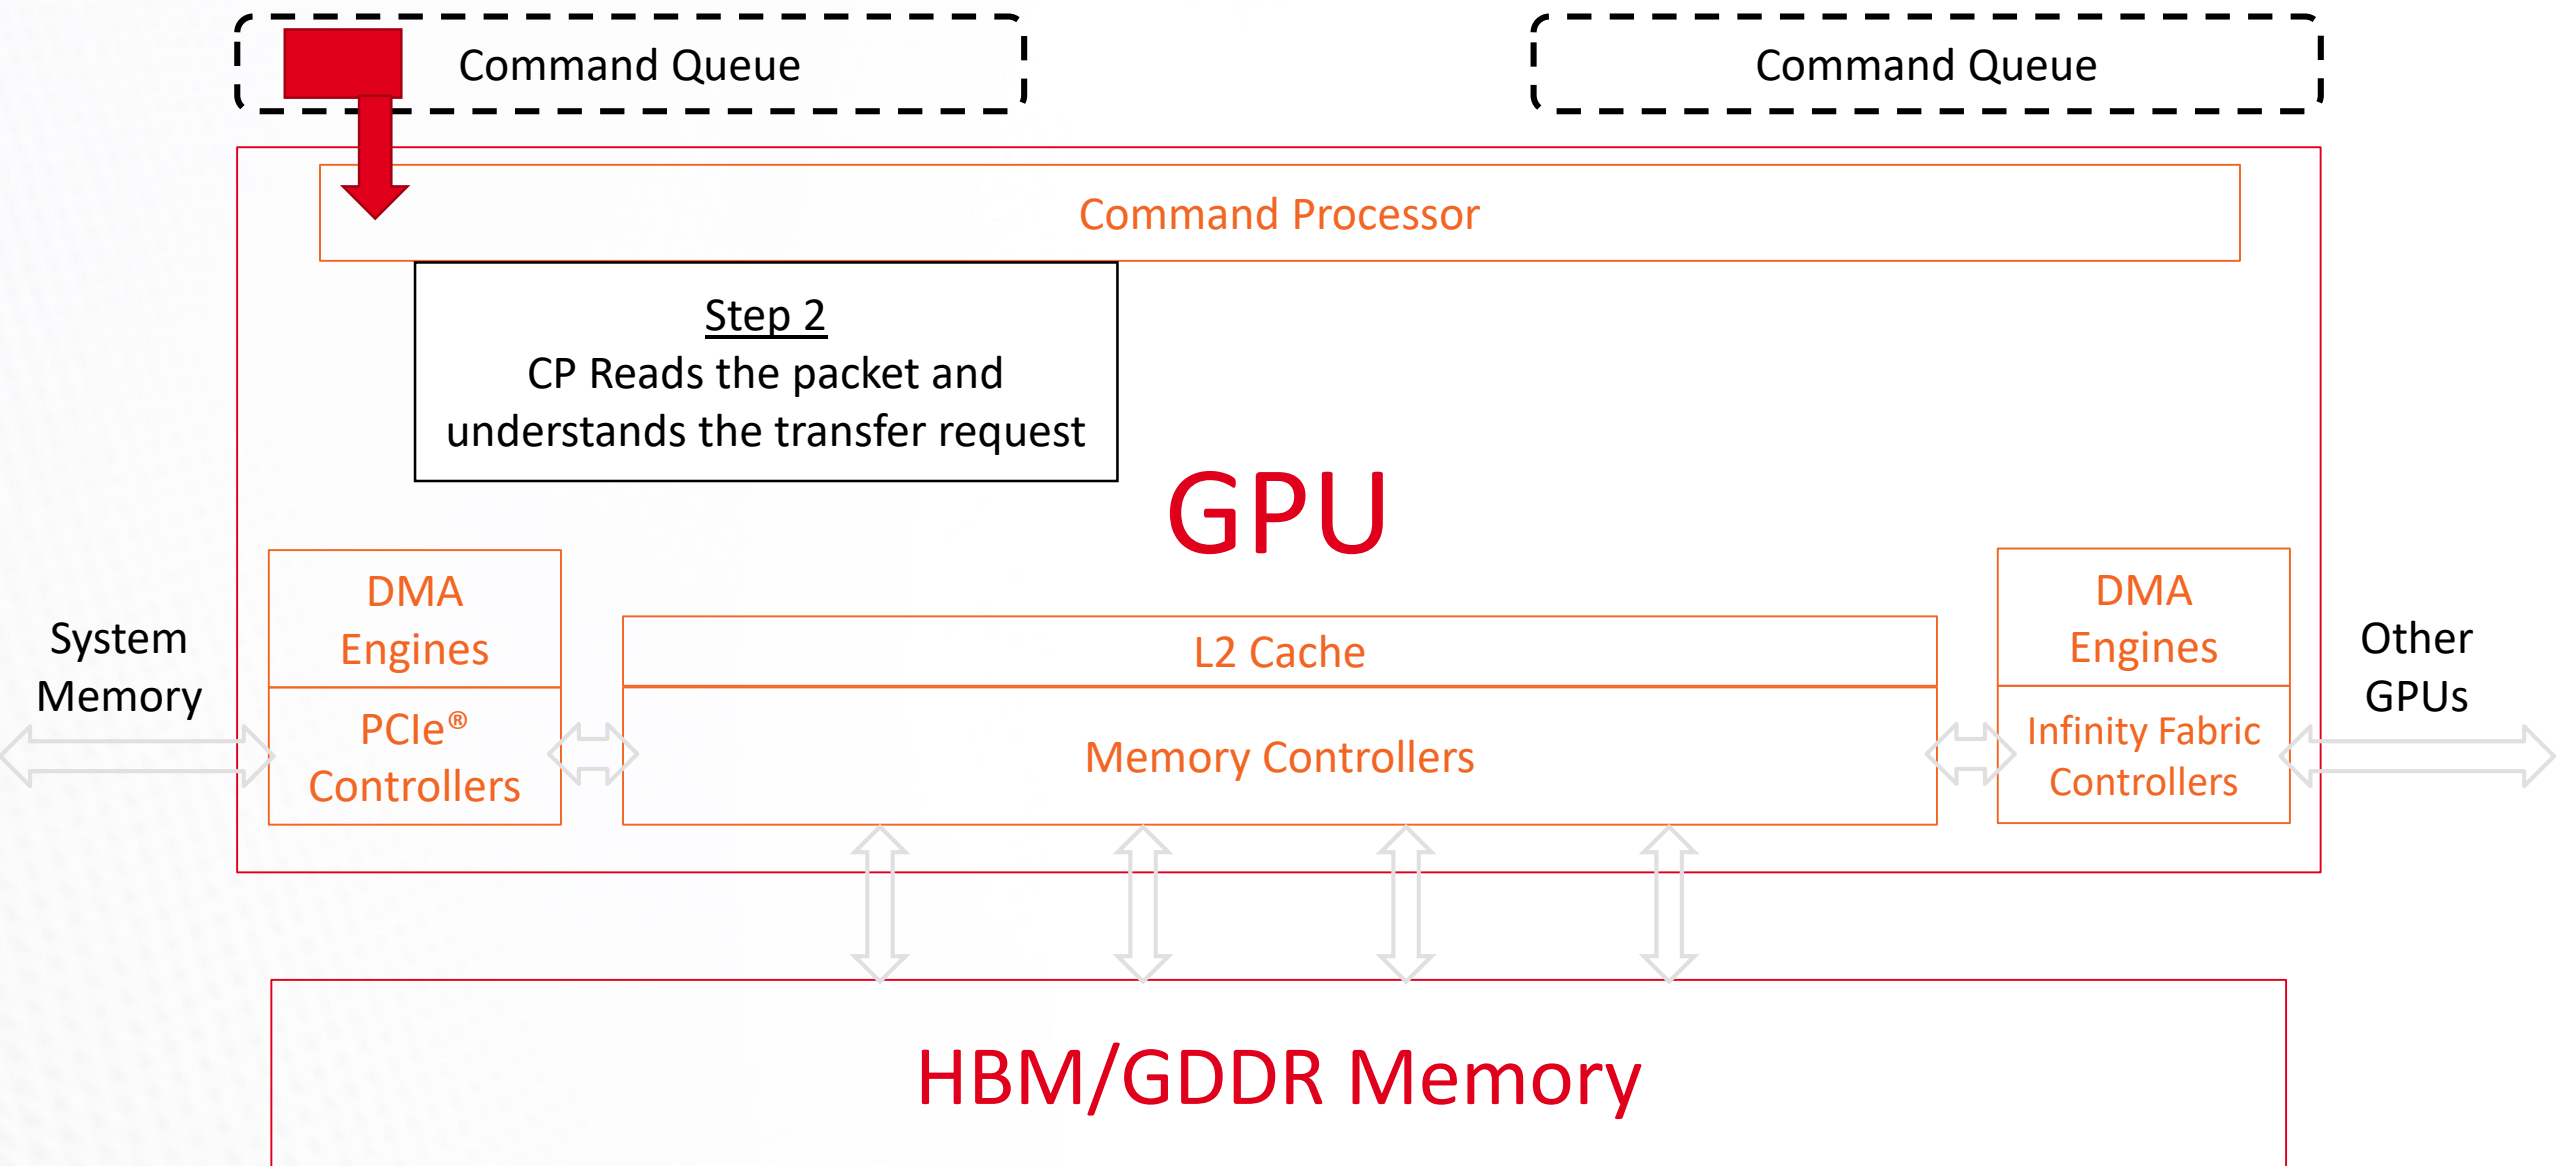 Command Queue
Command Queue
Command Processor
Step 2
CP Reads the packet and
understands the transfer request
GPU
System
Memory
DMA
Engines
PCIe®
Controllers
L2 Cache
Memory Controllers
DMA
Engines
Infinity Fabric
Controllers
Other
GPUs
HBM/GDDR Memory